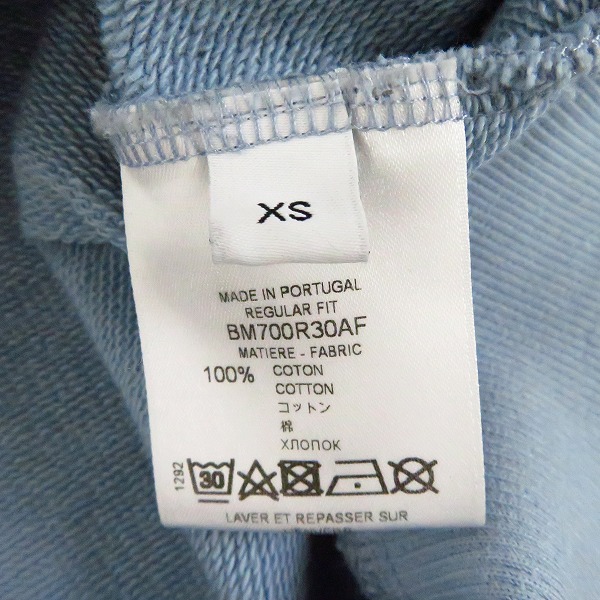 XS
MADE IN PORTUGAL
REGULAR FIT
BM700R30AF
MATIERE - FABRIC
100% COTON
COTTON
コットン
棉
ХЛОПОК
1292
30
LAVER ET REPASSER SUR